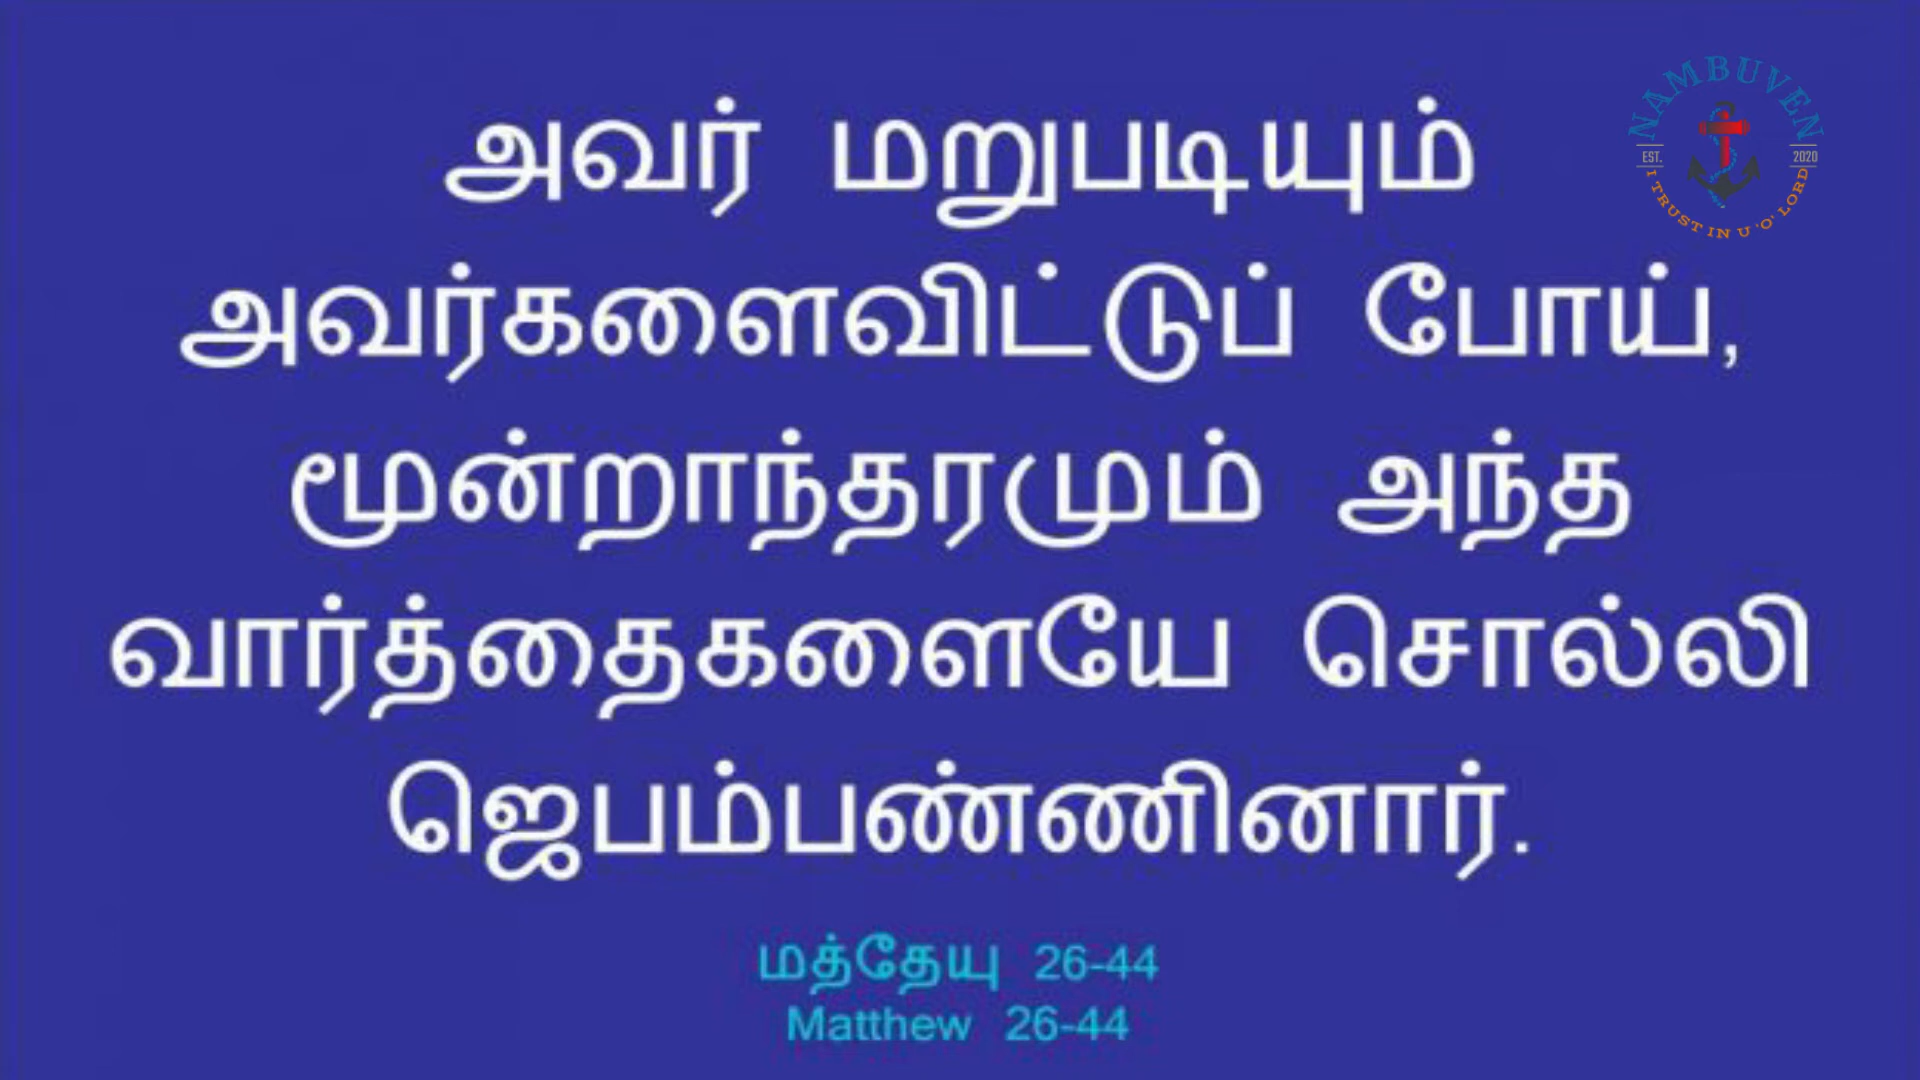 அவர் மறுபடியும்
அவர்களைவிட்டுப் போய்,
மூன்றாந்தரமும் அந்த
வார்த்தைகளையே சொல்லி
ஜெபம்பண்ணினார்.
மத்தேயு 26-44
Matthew 26-44
NAMBUVEN
EST. 2020
I TRUST IN U 'O' LORD